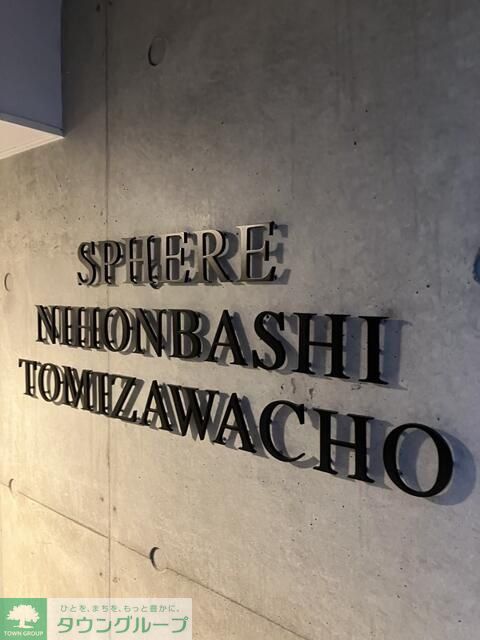 SPHERE
NIHONBASHI
TOMIZAWACHO
TOWN GROUP
ひとを、まちを、もっと豊かに。
タウングループ